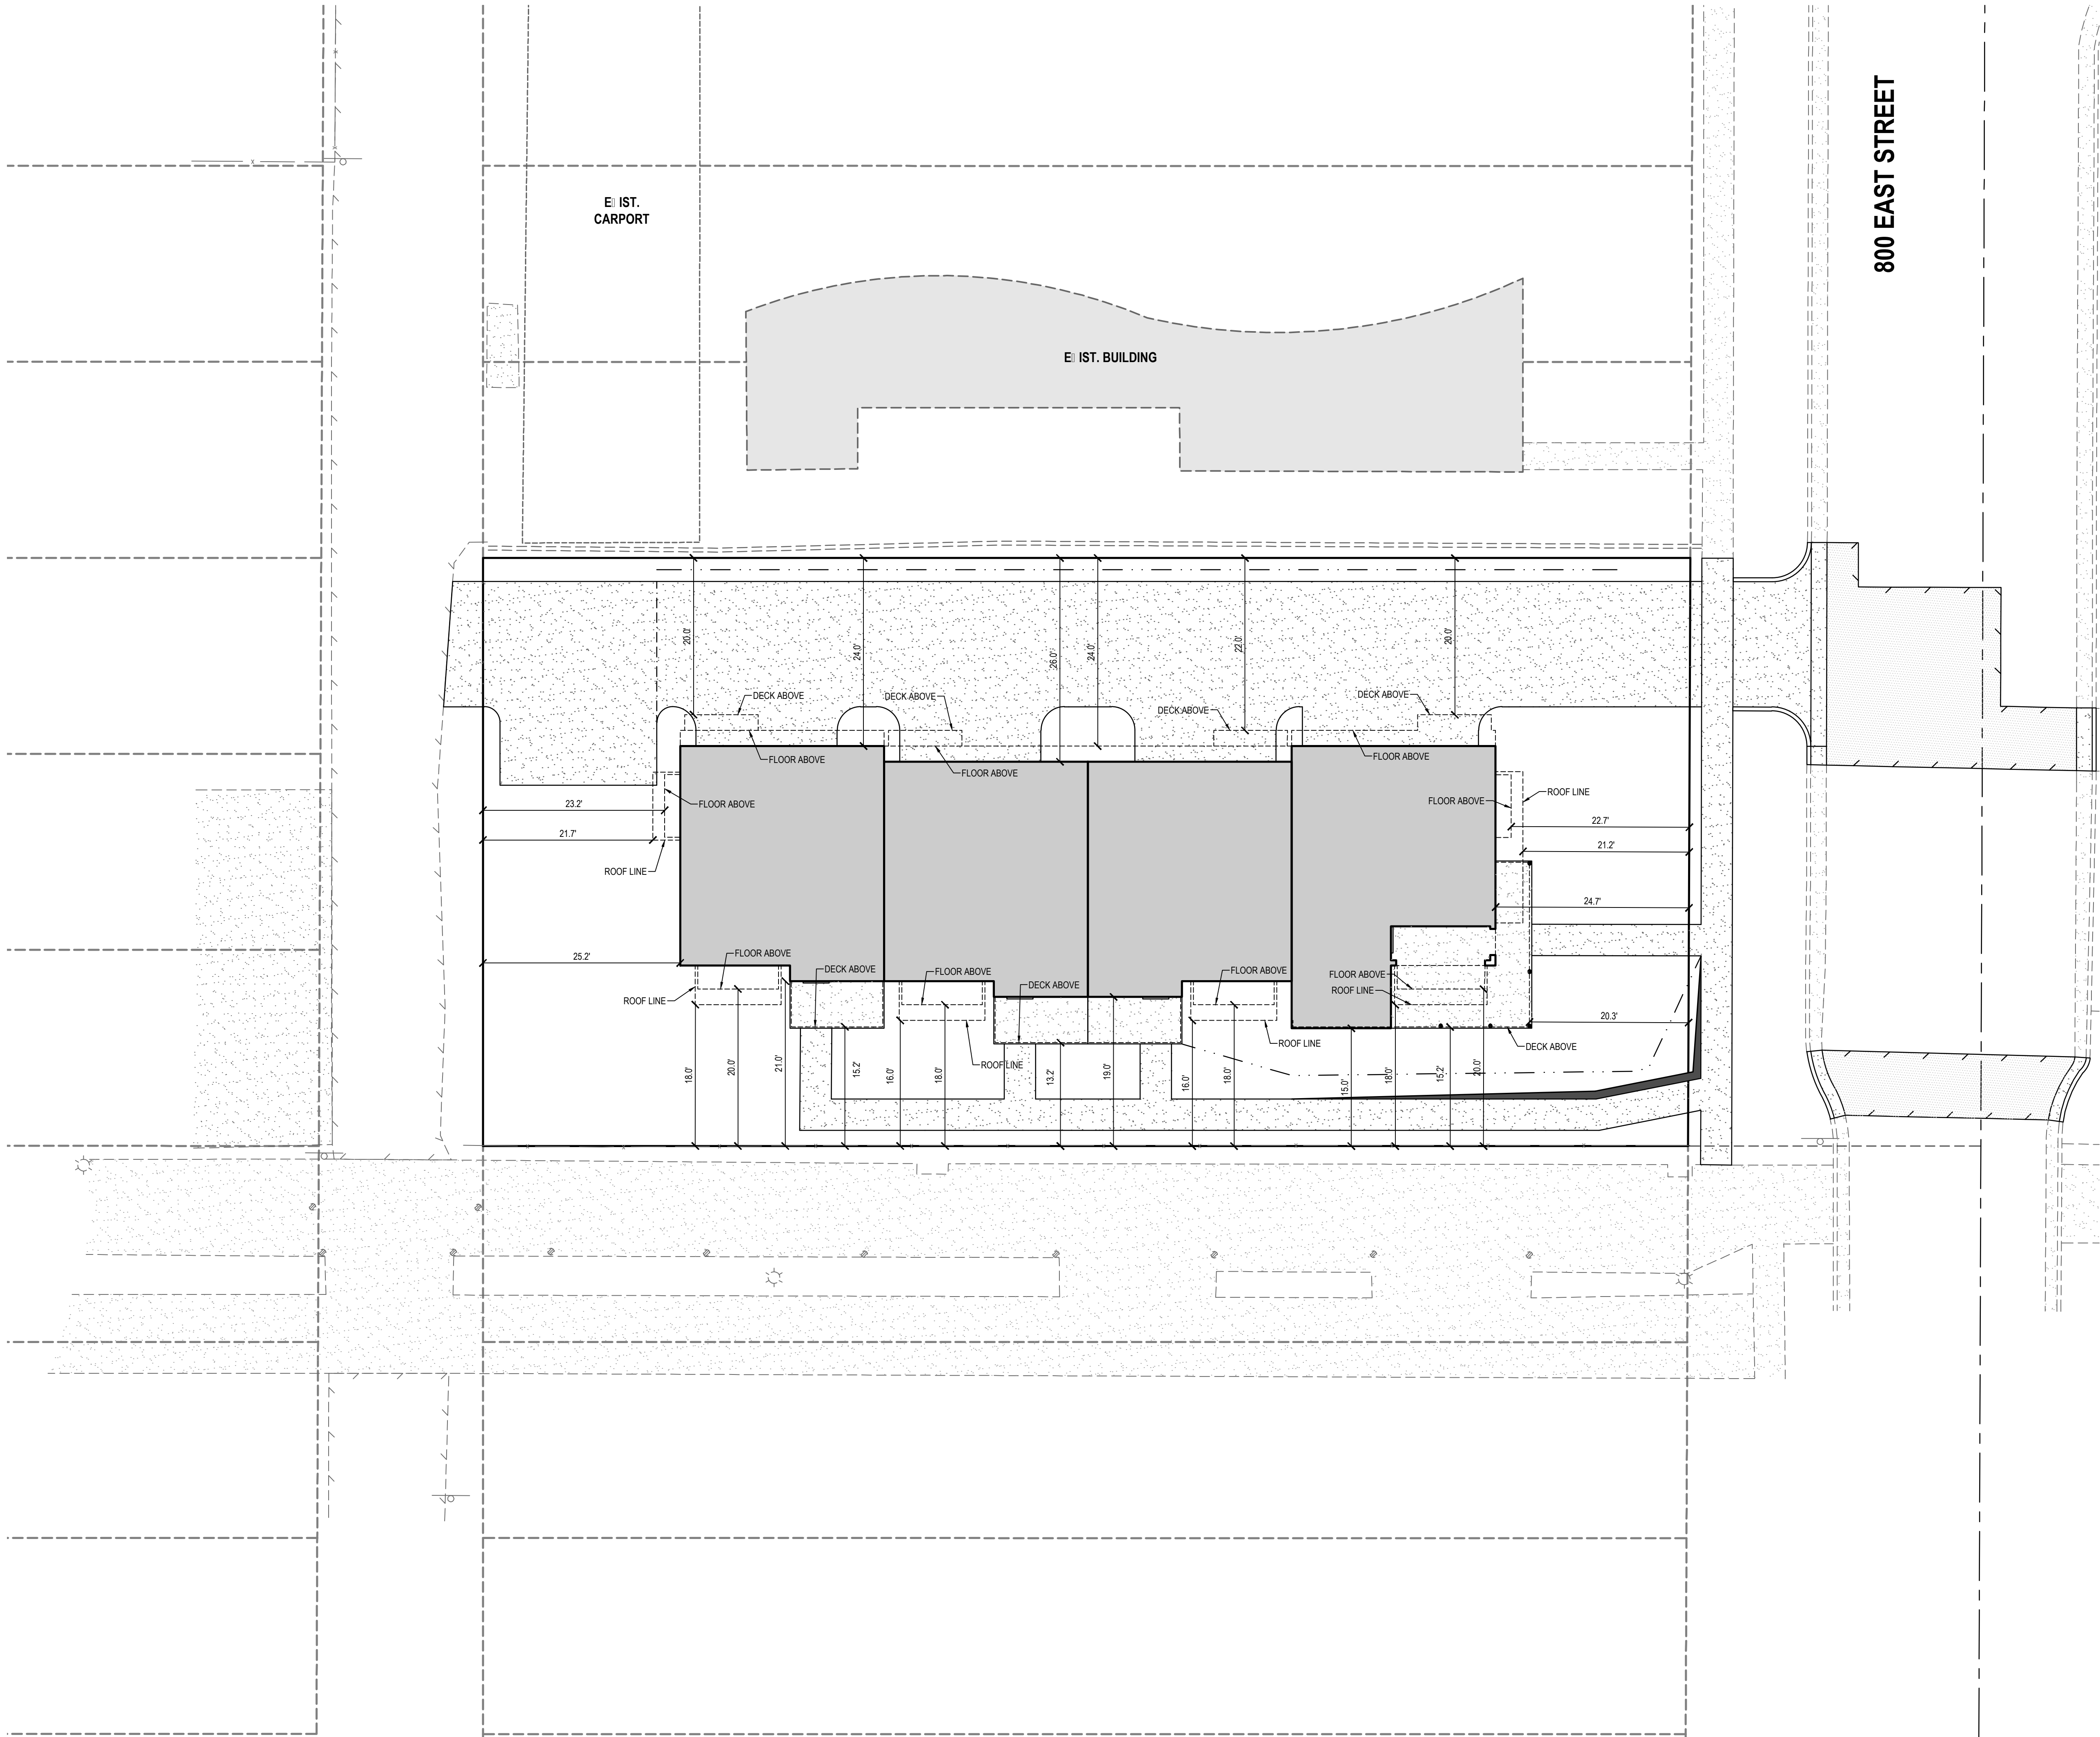 800 EAST STREET
E IST.
CARPORT
E IST. BUILDING
20.0'
24.0'
26.0'
24.0'
22.0'
20.0'
DECK ABOVE
DECK ABOVE
DECK ABOVE
DECK ABOVE
FLOOR ABOVE
FLOOR ABOVE
FLOOR ABOVE
FLOOR ABOVE
FLOOR ABOVE
ROOF LINE
23.2'
21.7'
22.7'
21.2'
ROOF LINE
24.7'
25.2'
FLOOR ABOVE
DECK ABOVE
FLOOR ABOVE
DECK ABOVE
FLOOR ABOVE
FLOOR ABOVE
ROOF LINE
ROOF LINE
20.3'
ROOF LINE
ROOF LINE
DECK ABOVE
18.0'
20.0'
21.0'
15.2'
16.0'
18.0'
13.2'
19.0'
16.0'
18.0'
15.0'
18.0'
15.2'
20.0'